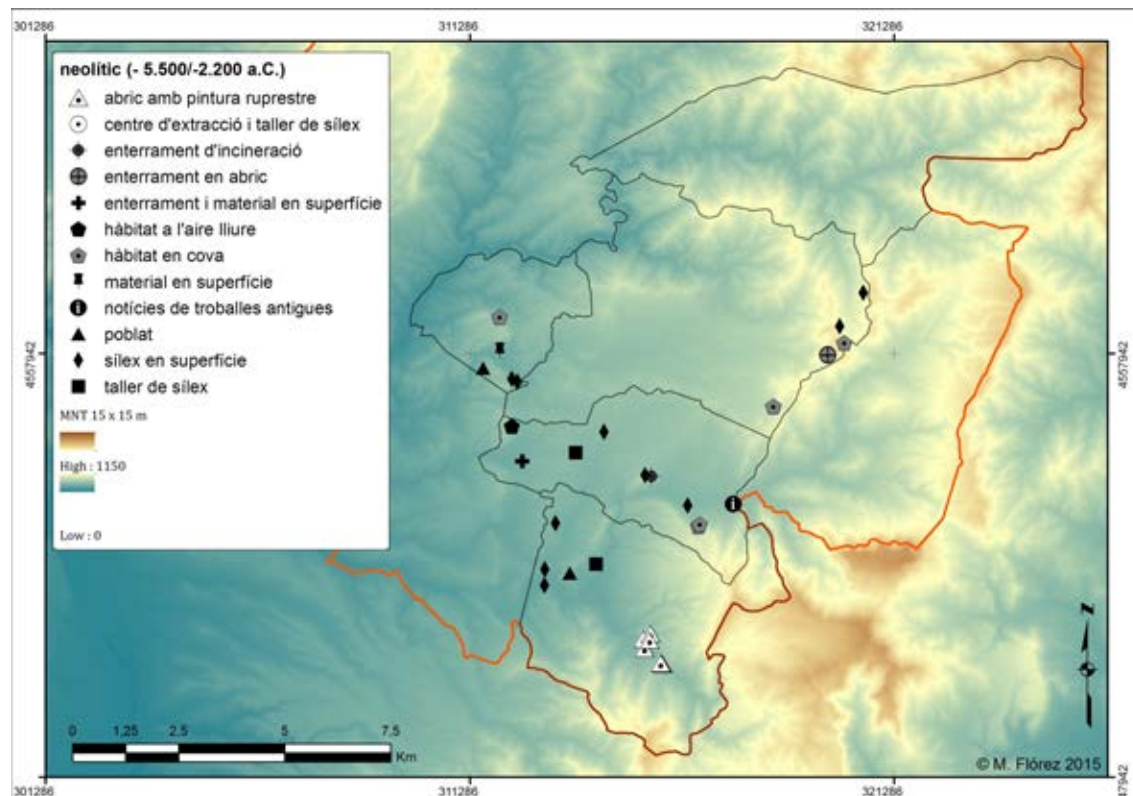 301286
311286
321286
neolític (- 5.500/-2.200 a.C.)
abric amb pintura ruprestre
centre d'extracció i taller de sílex
enterrament d'incineració
enterrament en abric
enterrament i material en superfície
hàbitat a l'aire lliure
hàbitat en cova
material en superfície
notícies de troballes antigues
poblat
sílex en superfície
taller de sílex
MNT 15 x 15 m
High : 1150
Low : 0
4557942
4557942
i
N
0 1,25 2,5 5 7,5
Km
© M. Flórez 2015
47942
301286
311286
321286